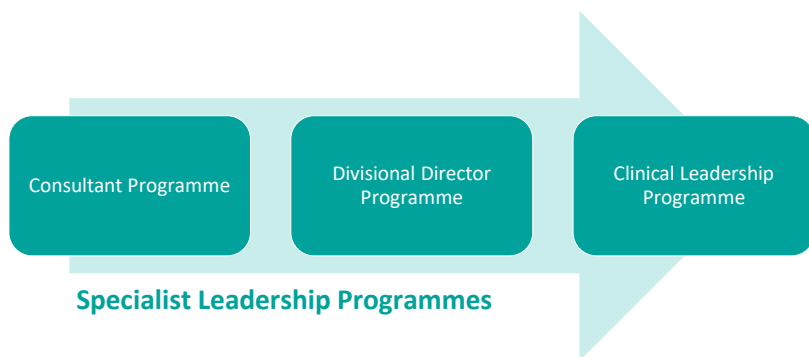 Consultant Programme
Divisional Director
Programme
Clinical Leadership
Programme
Specialist Leadership Programmes